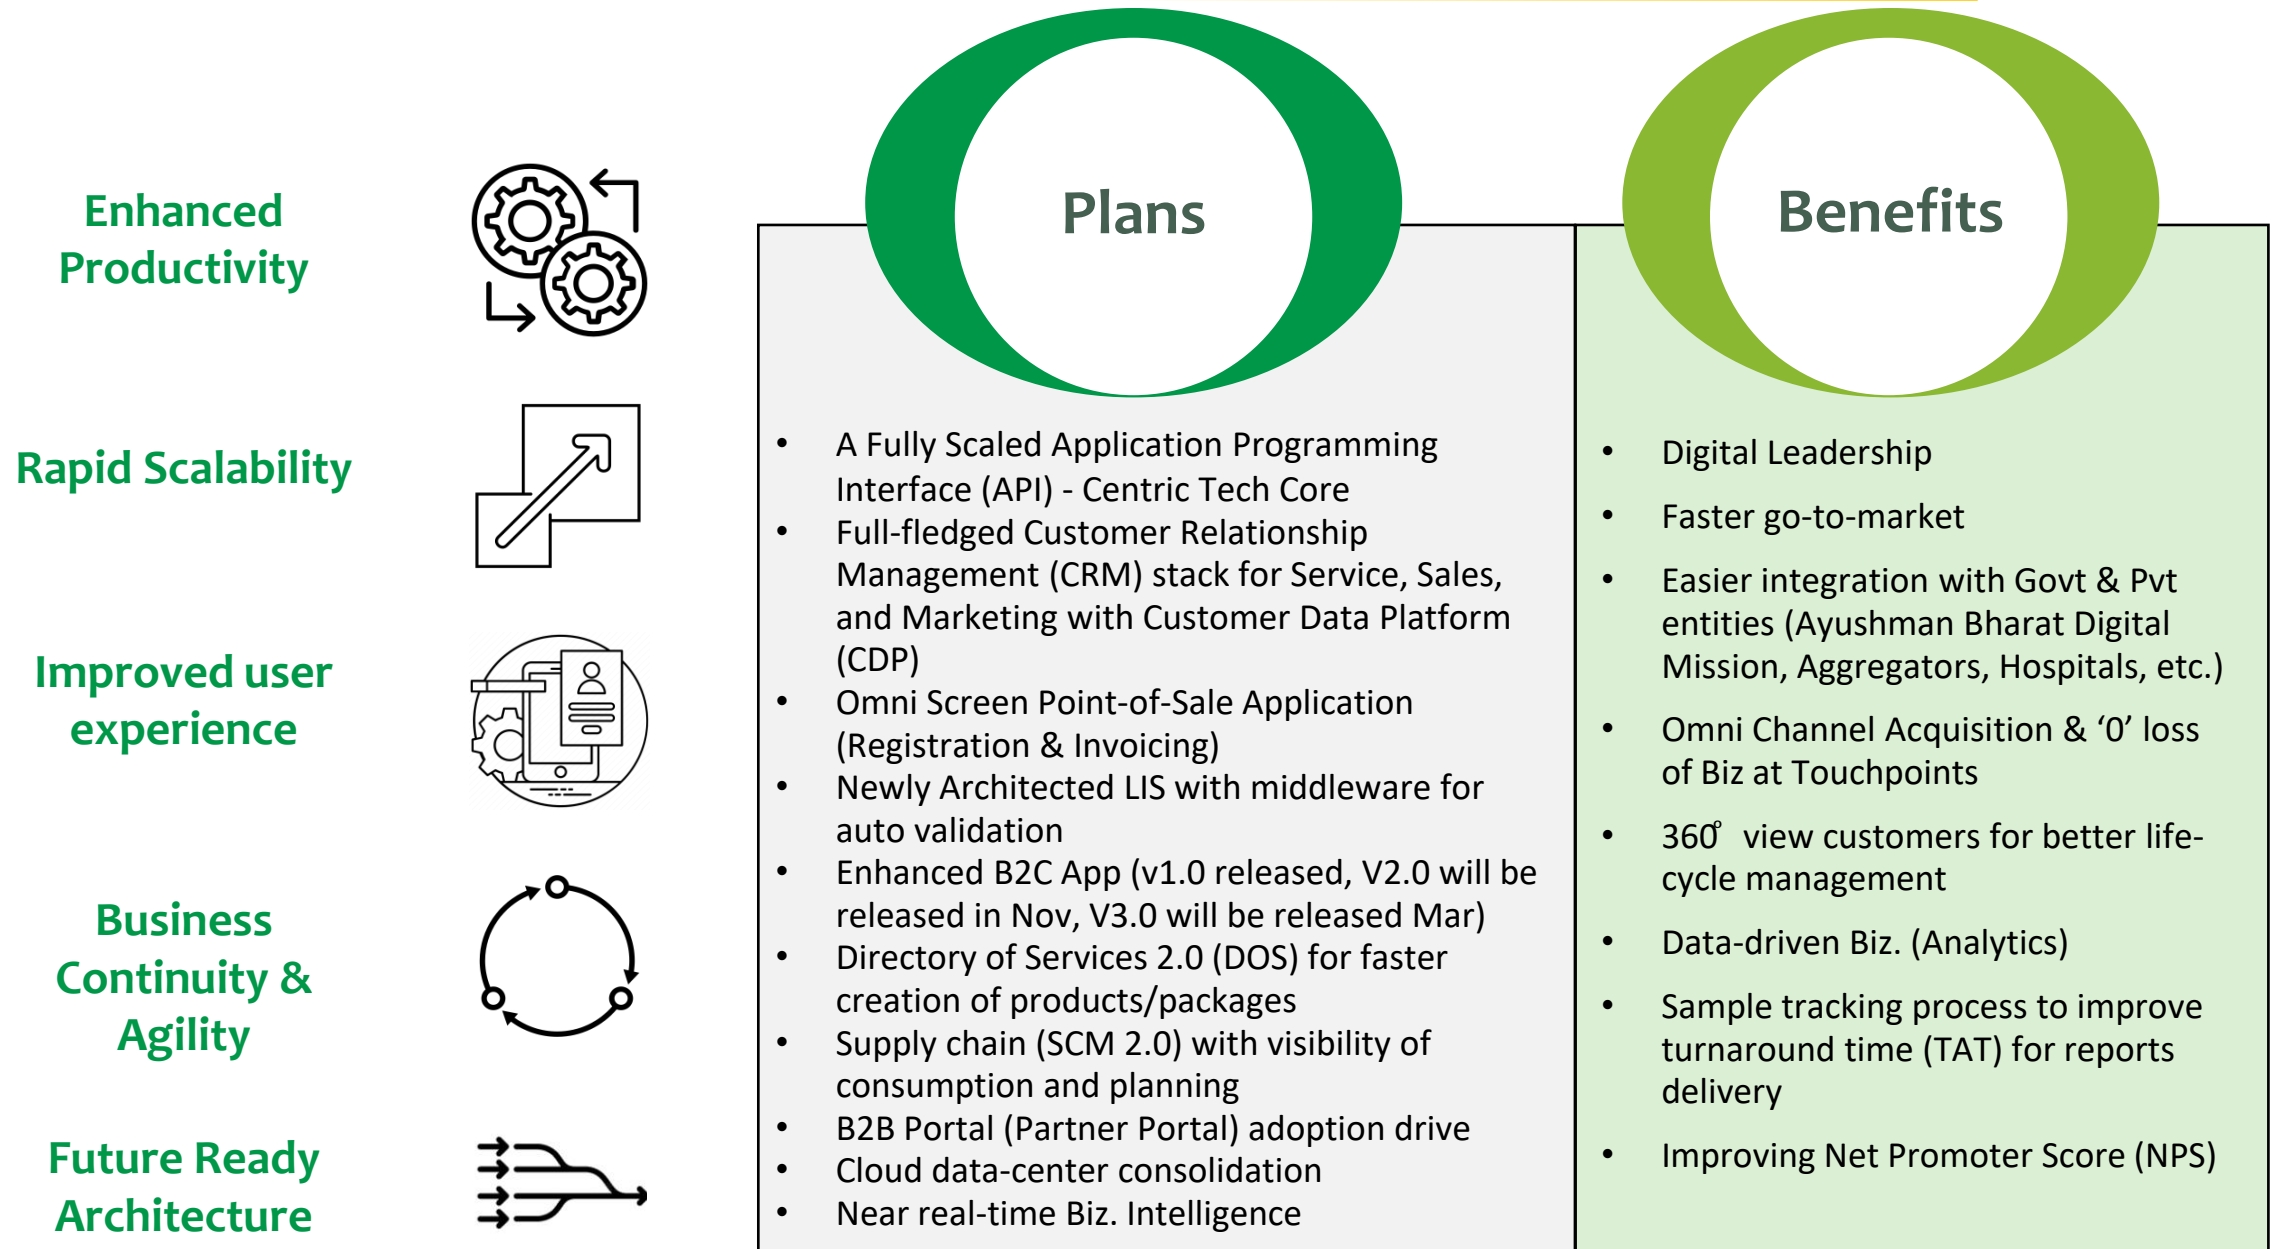 Enhanced
Productivity
Rapid Scalability
Improved user
experience
Business
Continuity &
Agility
Future Ready
Architecture
Plans
• A Fully Scaled Application Programming
Interface (API) - Centric Tech Core
• Full-fledged Customer Relationship
Management (CRM) stack for Service, Sales,
and Marketing with Customer Data Platform
(CDP)
• Omni Screen Point-of-Sale Application
(Registration & Invoicing)
• Newly Architected LIS with middleware for
auto validation
• Enhanced B2C App (v1.0 released, V2.0 will be
released in Nov, V3.0 will be released Mar)
• Directory of Services 2.0 (DOS) for faster
creation of products/packages
• Supply chain (SCM 2.0) with visibility of
consumption and planning
• B2B Portal (Partner Portal) adoption drive
• Cloud data-center consolidation
• Near real-time Biz. Intelligence
Benefits
• Digital Leadership
• Faster go-to-market
• Easier integration with Govt & Pvt
entities (Ayushman Bharat Digital
Mission, Aggregators, Hospitals, etc.)
• Omni Channel Acquisition & ‘0’ loss
of Biz at Touchpoints
• 360° view customers for better life-
cycle management
• Data-driven Biz. (Analytics)
• Sample tracking process to improve
turnaround time (TAT) for reports
delivery
• Improving Net Promoter Score (NPS)